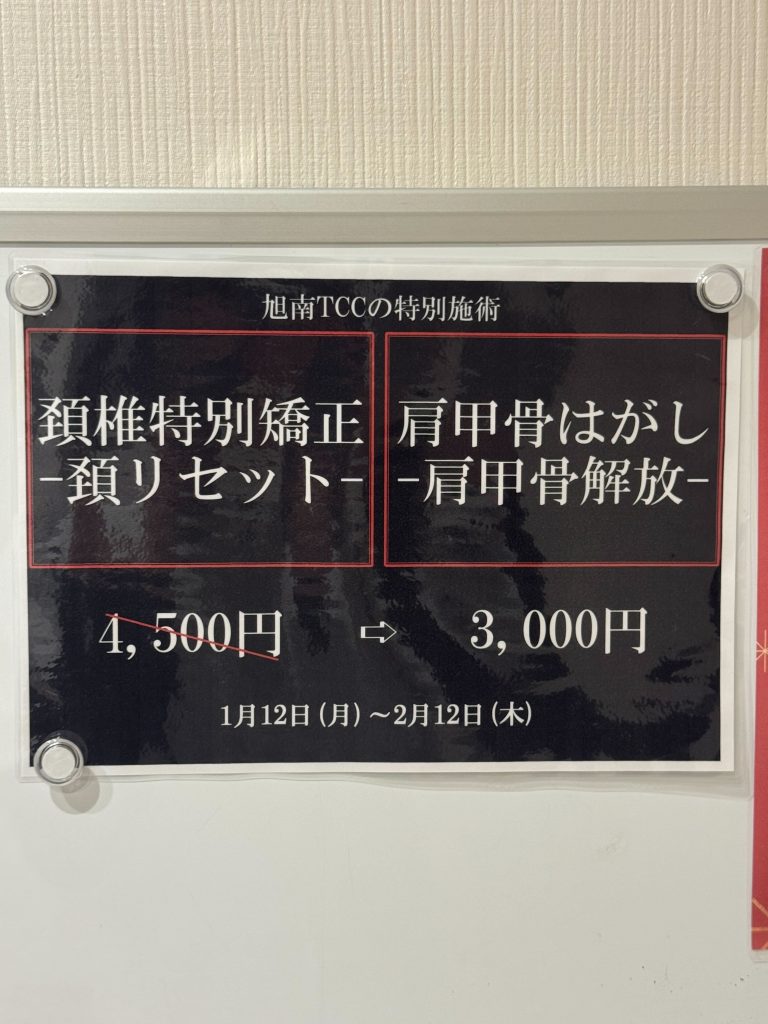 旭南TCCの特別施術
頚椎特別矯正
-頚リセット-
肩甲骨はがし
-肩甲骨解放-
4,500円 ⇨ 3,000円
1月12日(月)～2月12日(木)